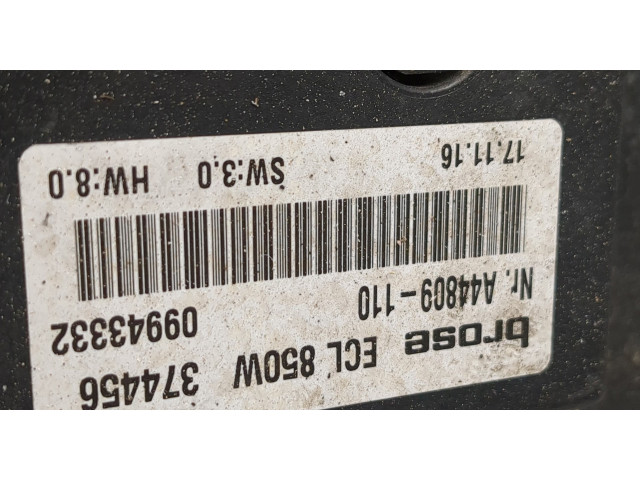 brose ECL 850W 374456
Nr. A44809-110 09943332
17.11.16 SW:3.0 HW:8.0